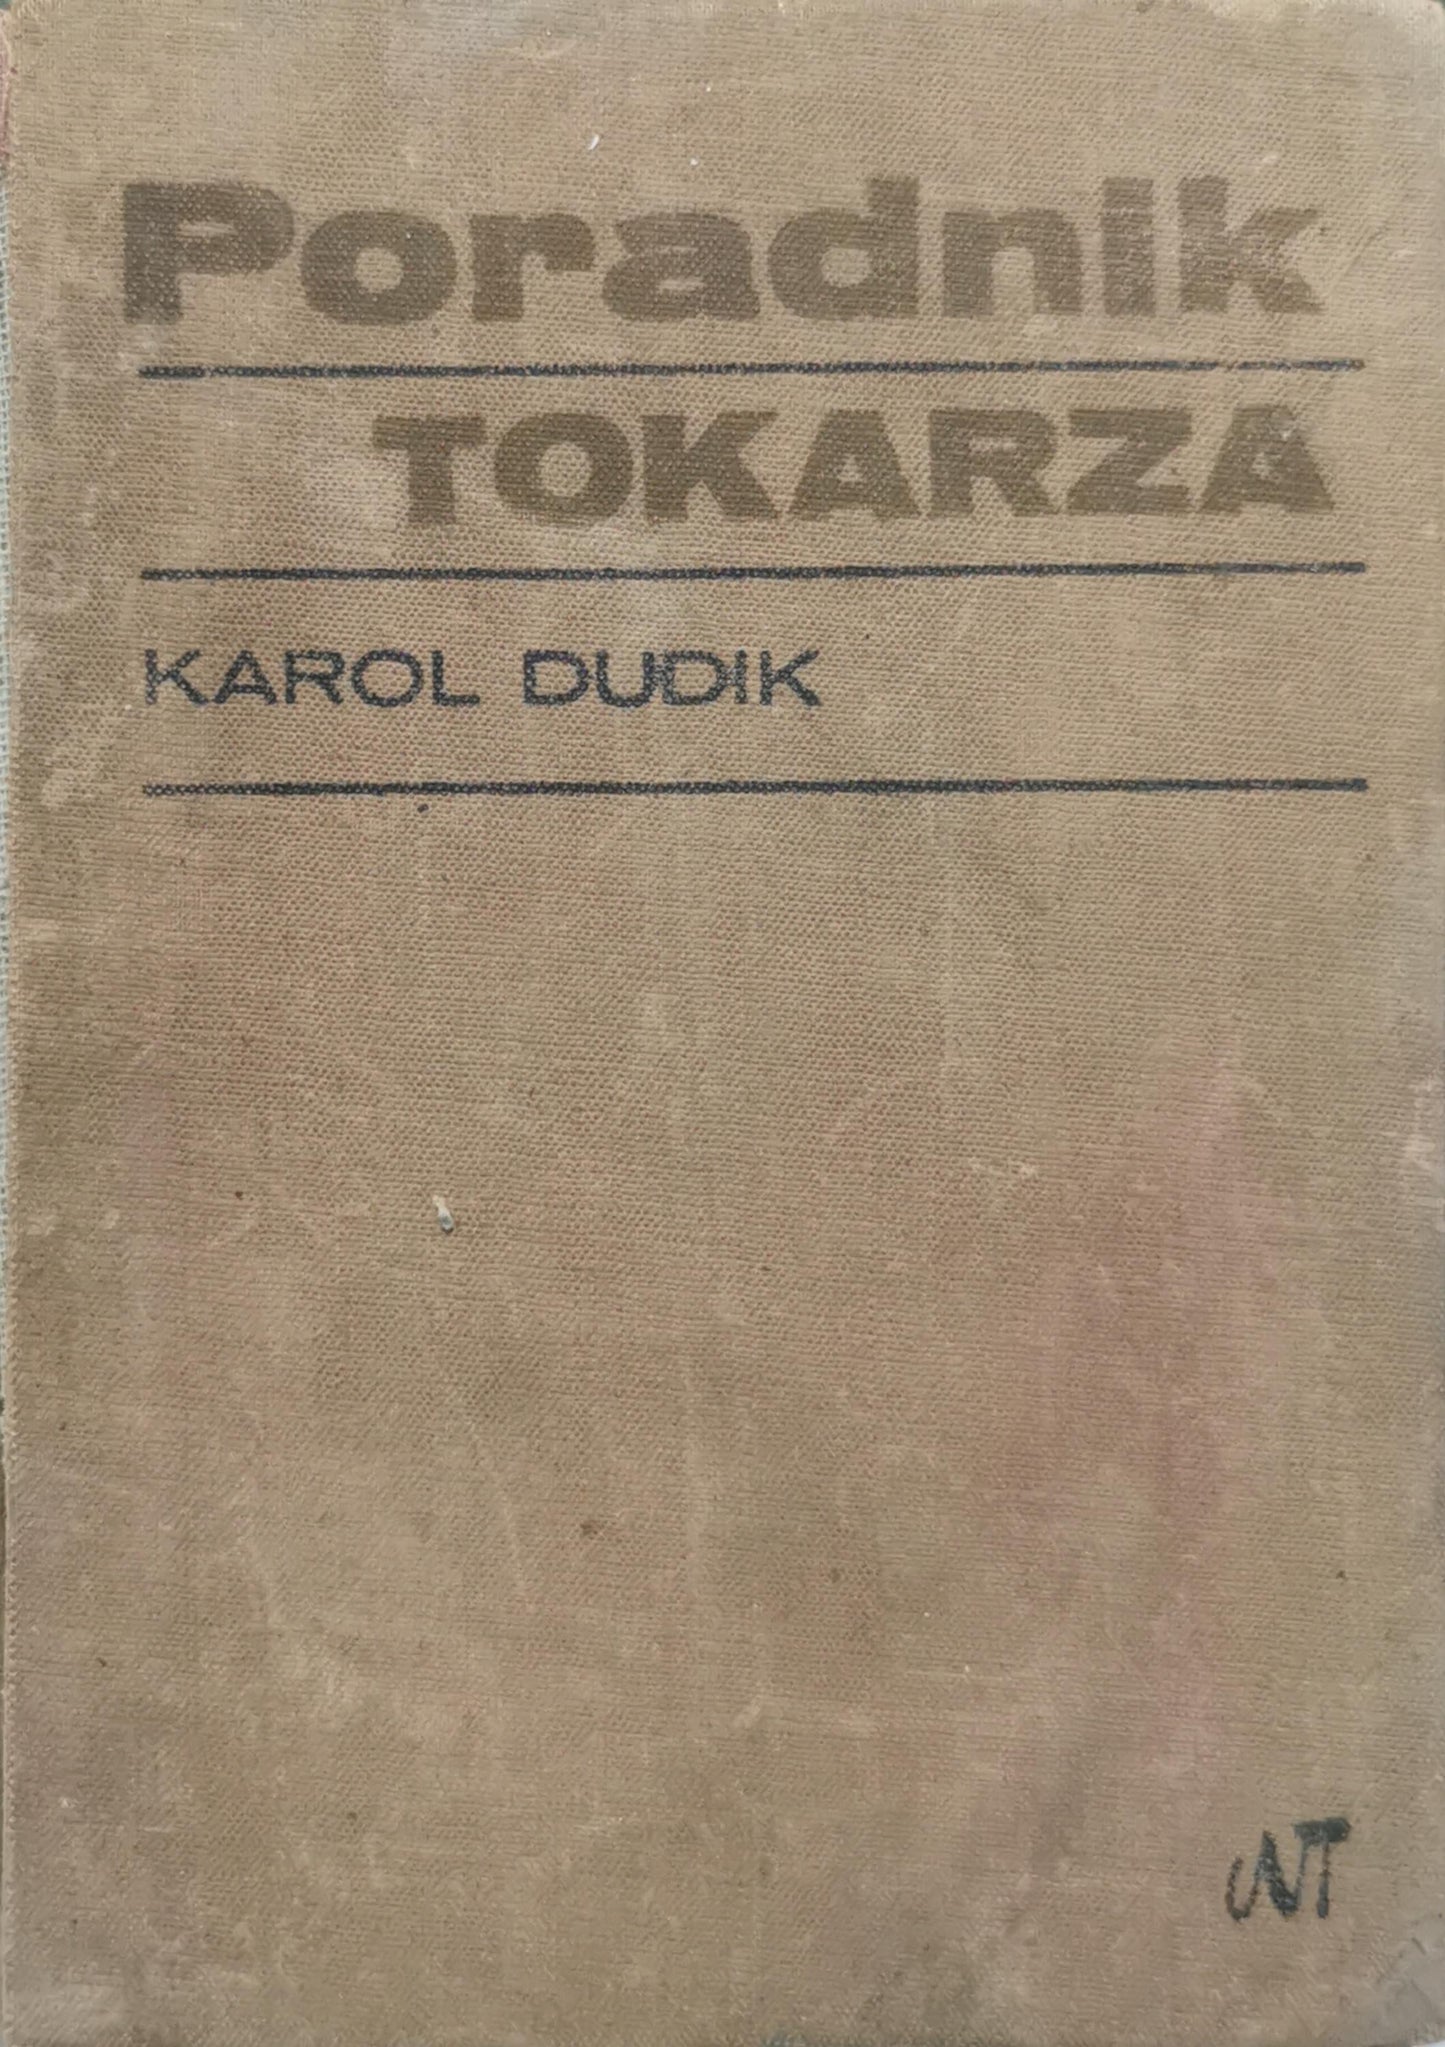 Poradnik
TOKARZA
KAROL DUDIK
WNT